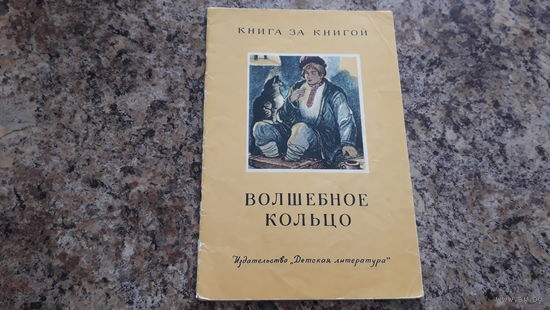 КНИГА ЗА КНИГОЙ
ВОЛШЕБНОЕ
КОЛЬЦО
Издательство „Детская литература"